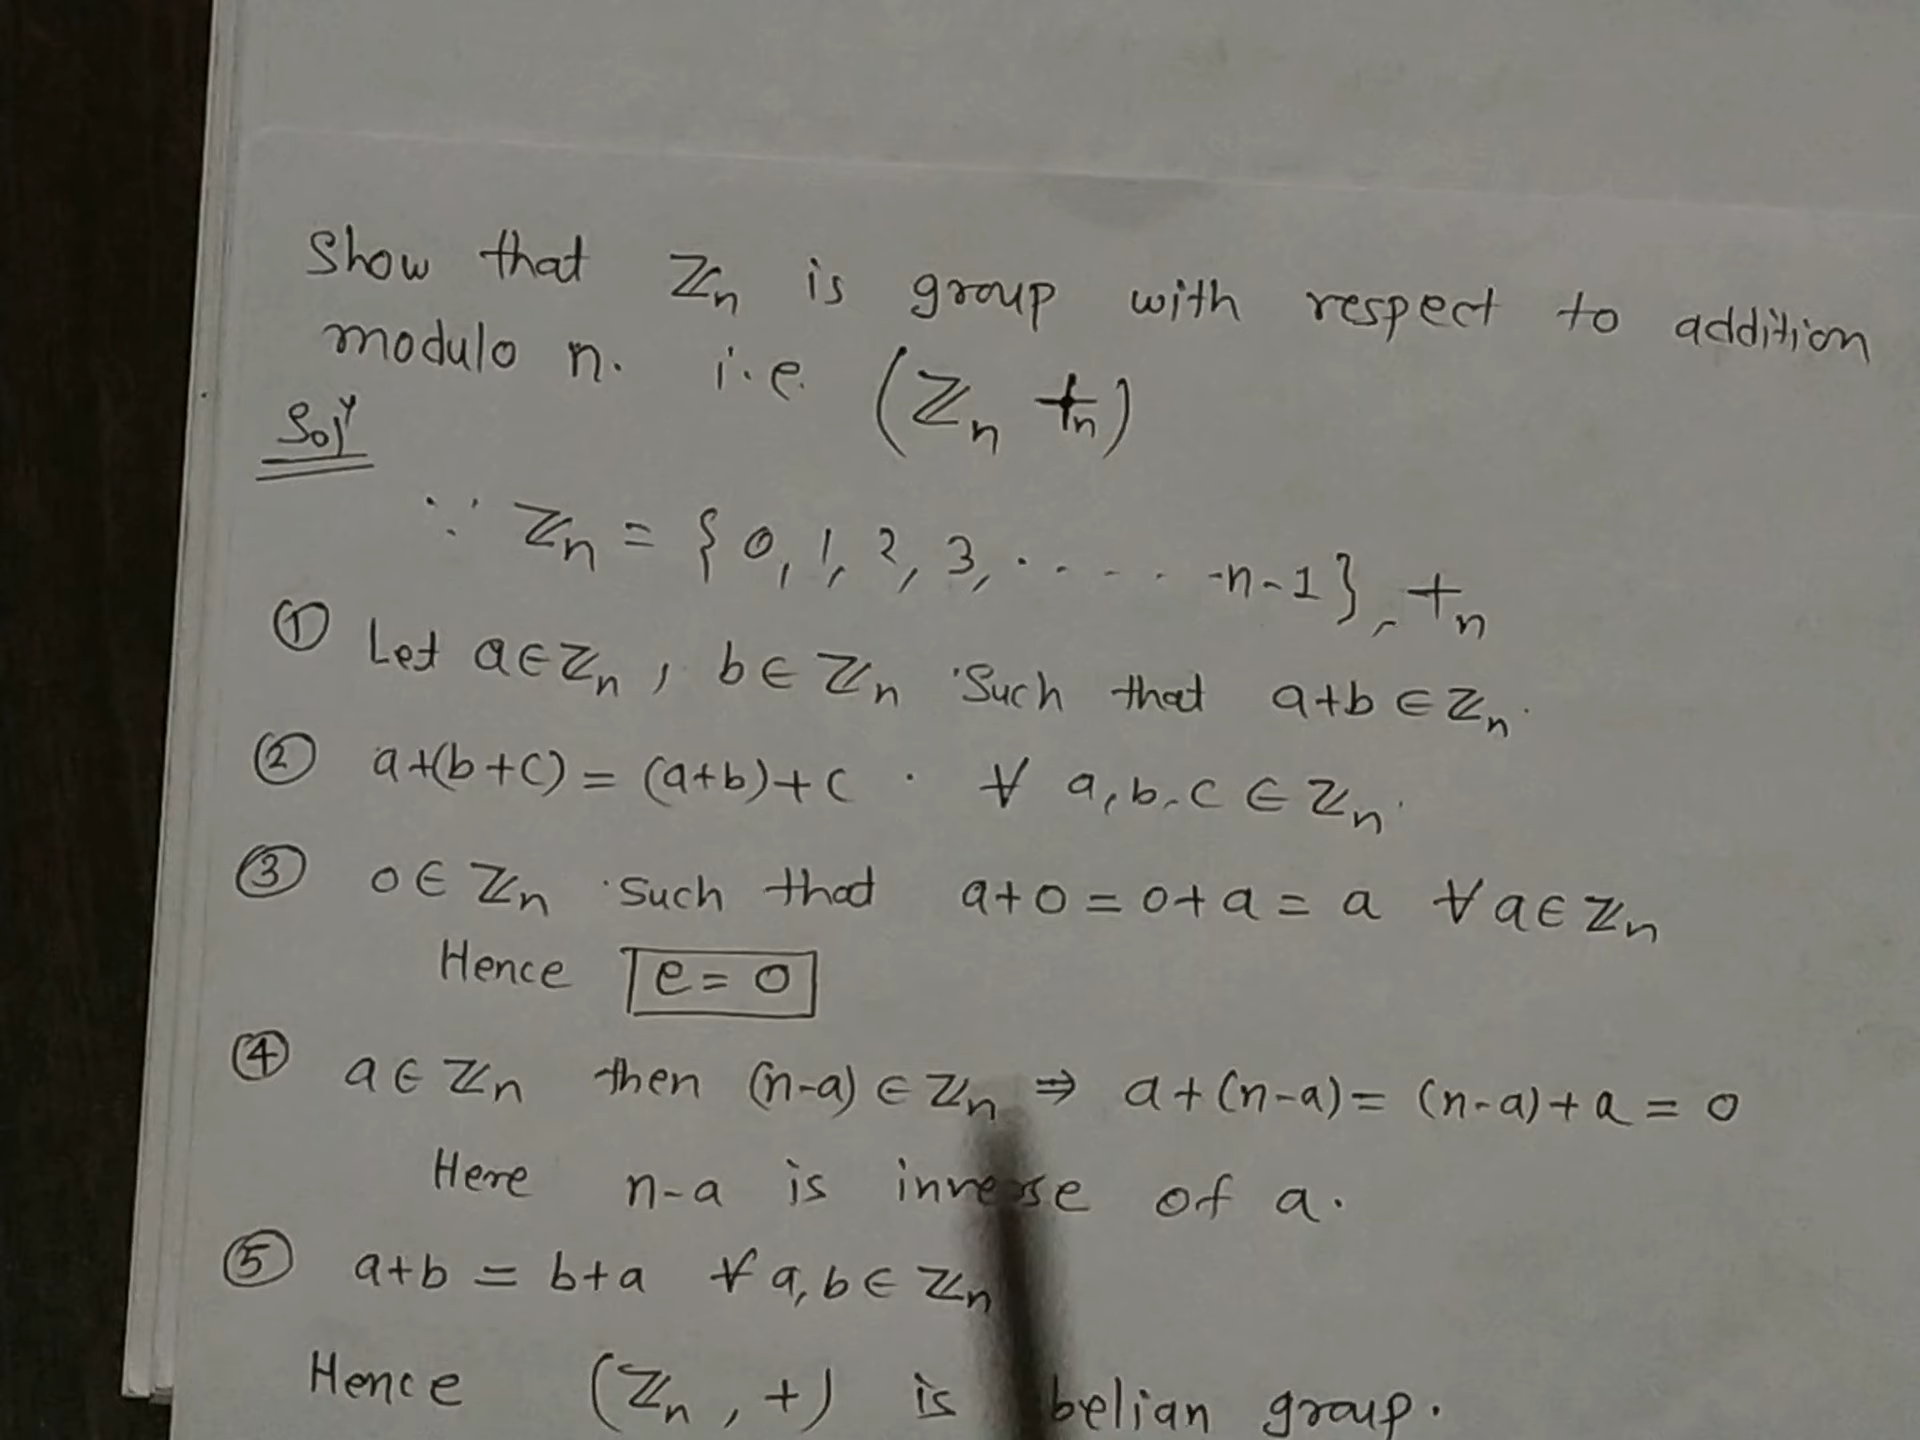 Show that ℤn is group with respect to addition
modulo n. i.e. (ℤn +n)
Solⁿ
∵ ℤn = {0, 1, 2, 3, ..... -n-1}, +n
① Let a∈ℤn, b∈ℤn Such that a+b∈ℤn.
② a+(b+c) = (a+b)+c . ∀ a,b,c ∈ ℤn.
③ 0∈ℤn such that a+0=0+a=a ∀a∈ℤn
Hence e=0
④ a∈ℤn then (n-a)∈ℤn ⇒ a+(n-a)=(n-a)+a=0
Here n-a is inverse of a.
⑤ a+b = b+a ∀ a,b∈ℤn
Hence (ℤn, +) is belian group.